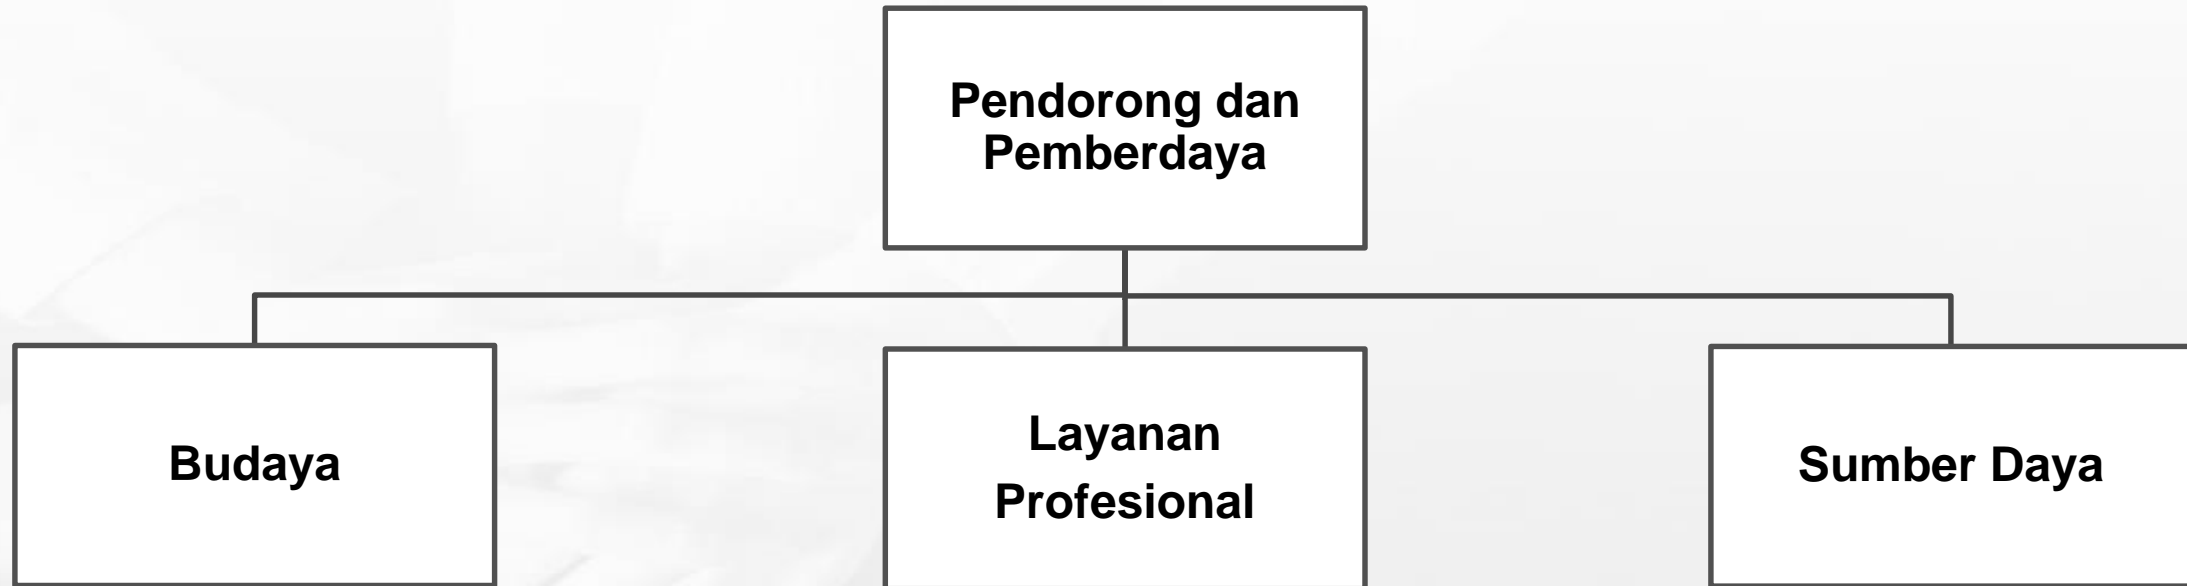 Pendorong dan
Pemberdaya
Budaya
Layanan
Profesional
Sumber Daya